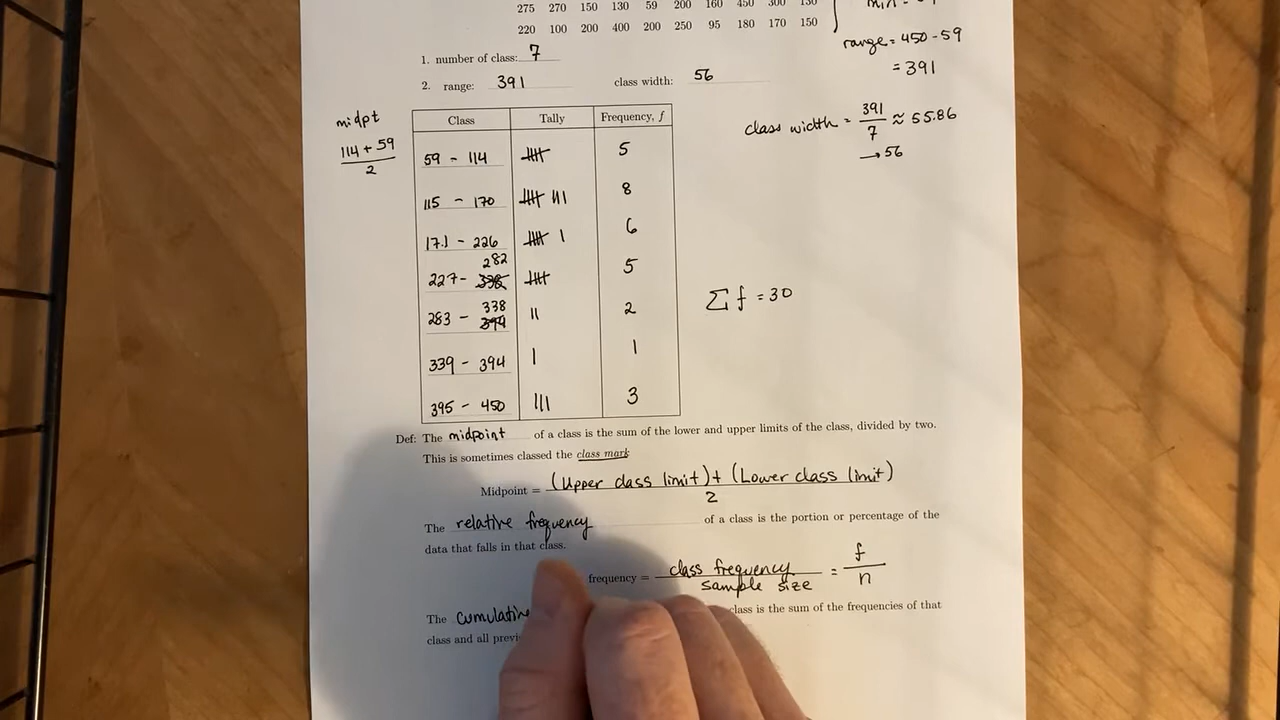 275 270 150 130 59 200 160 450 300 130
220 100 200 400 200 250 95 180 170 150
range = 450 - 59
= 391
1. number of class: 7
2. range: 391 class width: 56
midpt
114 + 59
2
class width = 391 / 7 ≈ 55.86
→ 56
Class Tally Frequency, f
59 - 114 5
115 - 170 8
171 - 226 6
282
227 - 338 5
338
283 - 394 2
339 - 394 1
395 - 450 3
∑ f = 30
Def: The midpoint of a class is the sum of the lower and upper limits of the class, divided by two.
This is sometimes classed the class mark
Midpoint = (Upper class limit) + (Lower class limit)
2
The relative frequency of a class is the portion or percentage of the
data that falls in that class.
frequency = class frequency / sample size = f / n
The cumulative class is the sum of the frequencies of that
class and all